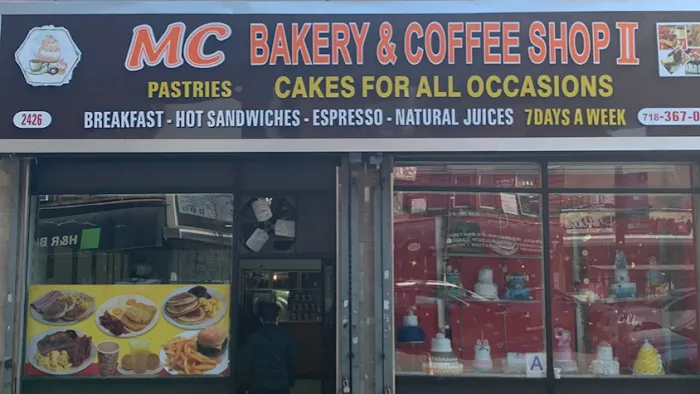 MC BAKERY & COFFEE SHOP II
PASTRIES CAKES FOR ALL OCCASIONS
2426 BREAKFAST - HOT SANDWICHES - ESPRESSO - NATURAL JUICES 7DAYS A WEEK 718-367-0
H&R B
A